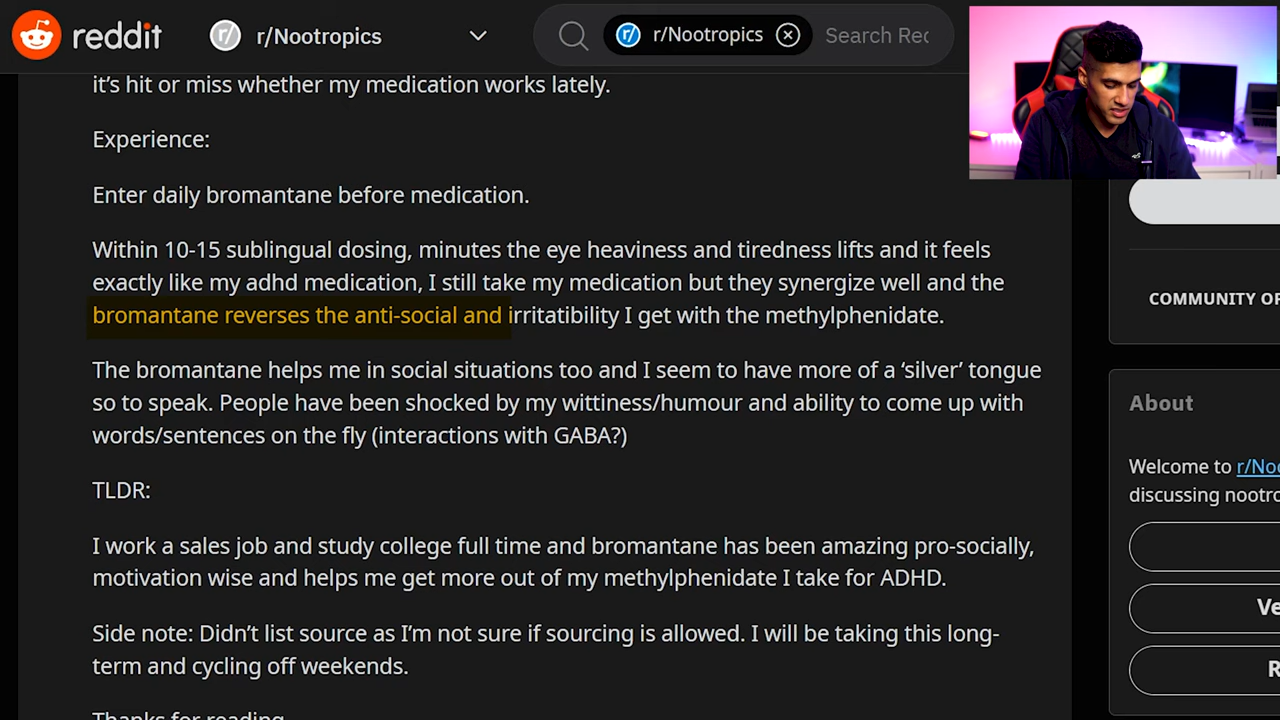 reddit
r/Nootropics
r/Nootropics
Search Rec
it's hit or miss whether my medication works lately.
Experience:
Enter daily bromantane before medication.
Within 10-15 sublingual dosing, minutes the eye heaviness and tiredness lifts and it feels
exactly like my adhd medication, I still take my medication but they synergize well and the
bromantane reverses the anti-social and irritatibility I get with the methylphenidate.
The bromantane helps me in social situations too and I seem to have more of a ‘silver’ tongue
so to speak. People have been shocked by my wittiness/humour and ability to come up with
words/sentences on the fly (interactions with GABA?)
TLDR:
I work a sales job and study college full time and bromantane has been amazing pro-socially,
motivation wise and helps me get more out of my methylphenidate I take for ADHD.
Side note: Didn’t list source as I’m not sure if sourcing is allowed. I will be taking this long-
term and cycling off weekends.
Thanks for reading
COMMUNITY OF
About
Welcome to r/Noo
discussing nootro
Ve
R